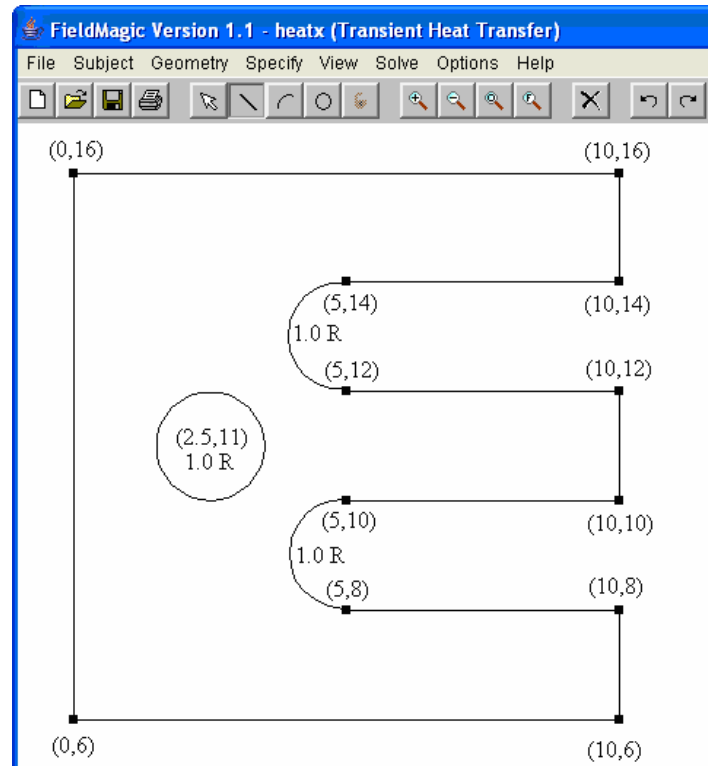 FieldMagic Version 1.1 - heatx (Transient Heat Transfer)
File Subject Geometry Specify View Solve Options Help
(0,16)
(10,16)
(5,14)
(10,14)
1.0 R
(5,12)
(10,12)
(2.5,11)
1.0 R
(5,10)
(10,10)
1.0 R
(5,8)
(10,8)
(0,6)
(10,6)